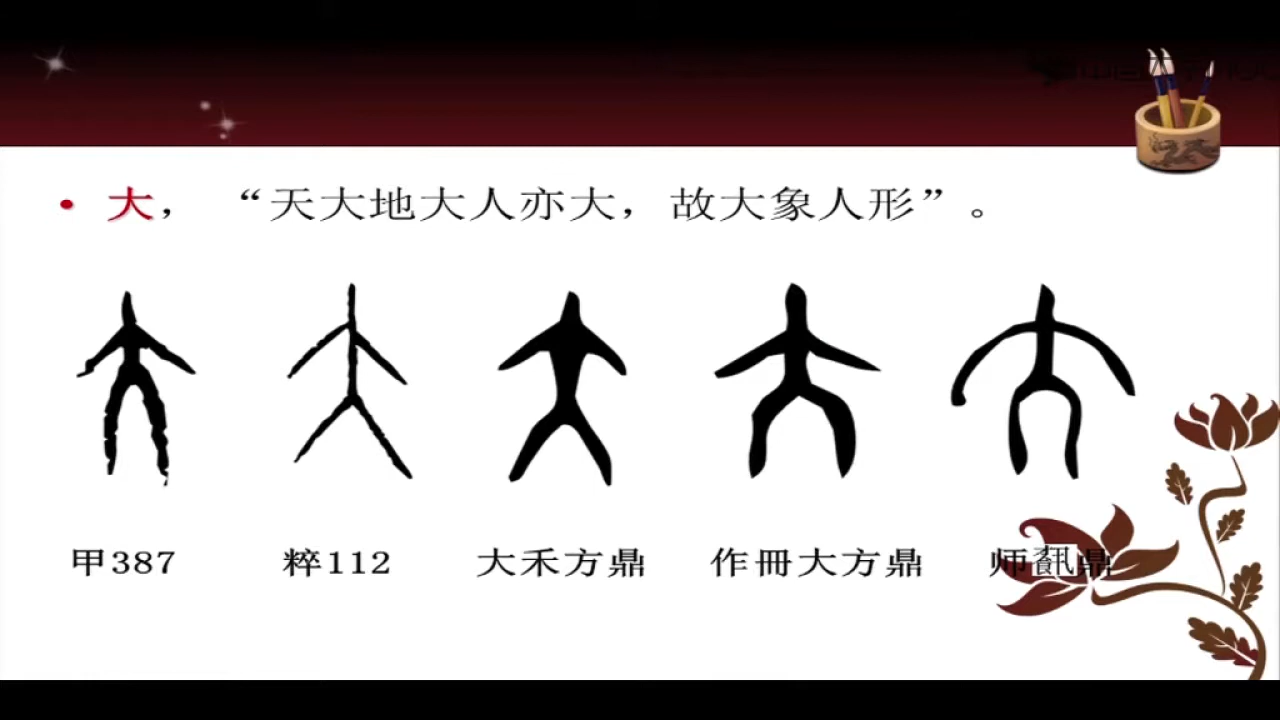 大，“天大地大人亦大，故大象人形”。
甲387 粹112 大禾方鼎 作冊大方鼎 师鼎